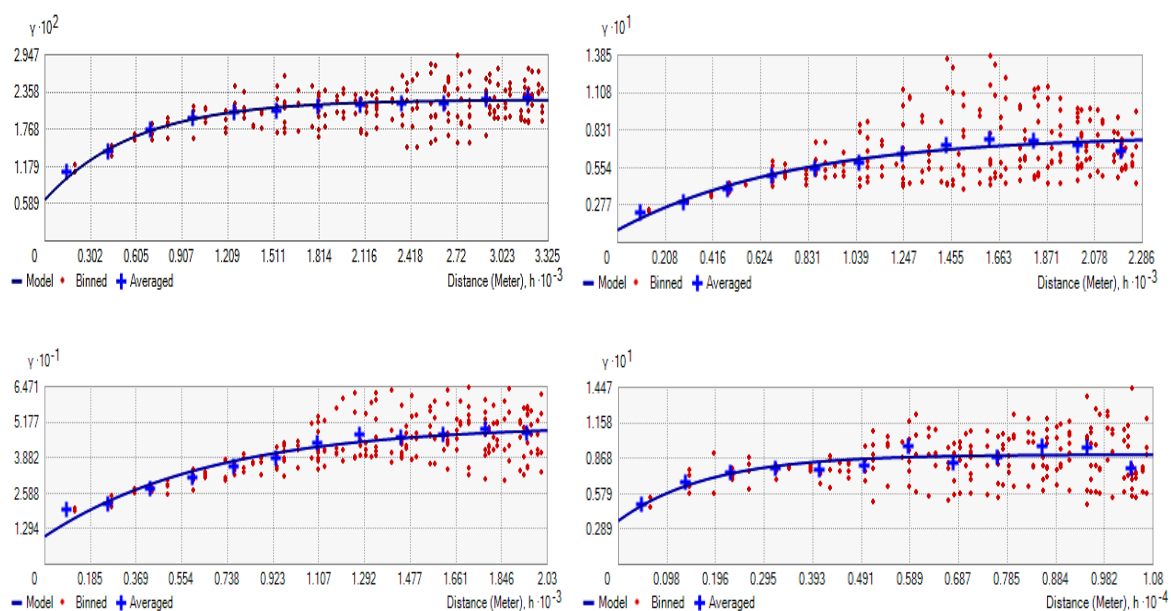 γ·10²
2.947
2.358
1.768
1.179
0.589
0 0.302 0.605 0.907 1.209 1.511 1.814 2.116 2.418 2.72 3.023 3.325
Distance (Meter), h·10⁻³
Model Binned Averaged
γ·10¹
1.385
1.108
0.831
0.554
0.277
0 0.208 0.416 0.624 0.831 1.039 1.247 1.455 1.663 1.871 2.078 2.286
Distance (Meter), h·10⁻³
Model Binned Averaged
γ·10⁻¹
6.471
5.177
3.882
2.588
1.294
0 0.185 0.369 0.554 0.738 0.923 1.107 1.292 1.477 1.661 1.846 2.03
Distance (Meter), h·10⁻³
Model Binned Averaged
γ·10¹
1.447
1.158
0.868
0.579
0.289
0 0.098 0.196 0.295 0.393 0.491 0.589 0.687 0.785 0.884 0.982 1.08
Distance (Meter), h·10⁻⁴
Model Binned Averaged